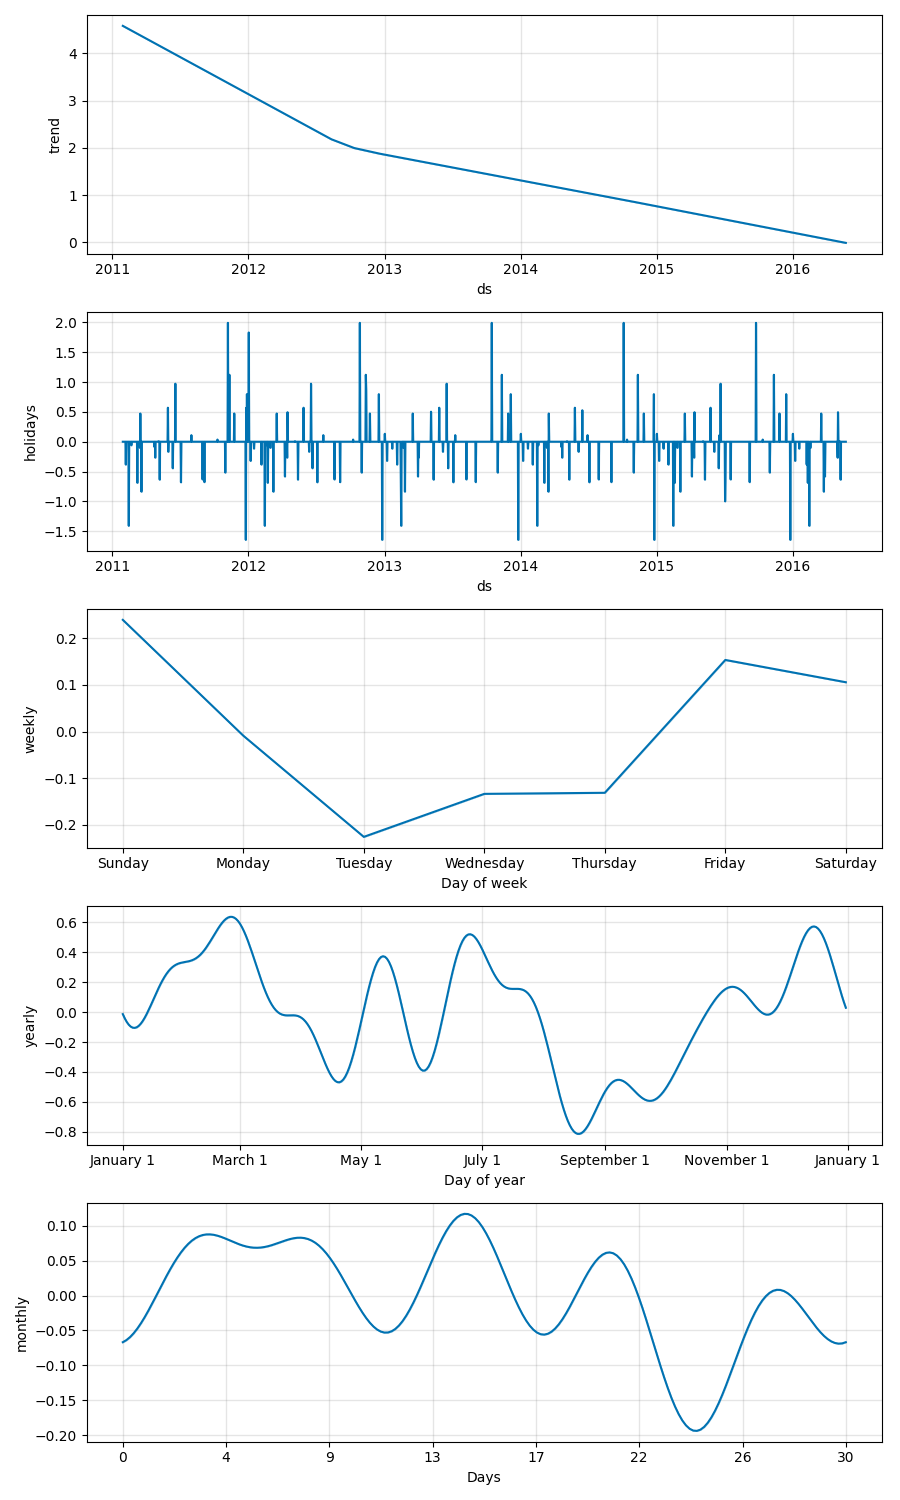 4
3
2
1
0
trend
2011 2012 2013 2014 2015 2016
ds
2.0
1.5
1.0
0.5
0.0
−0.5
−1.0
−1.5
holidays
2011 2012 2013 2014 2015 2016
ds
0.2
0.1
0.0
−0.1
−0.2
weekly
Sunday Monday Tuesday Wednesday Thursday Friday Saturday
Day of week
0.6
0.4
0.2
0.0
−0.2
−0.4
−0.6
−0.8
yearly
January 1 March 1 May 1 July 1 September 1 November 1 January 1
Day of year
0.10
0.05
0.00
−0.05
−0.10
−0.15
−0.20
monthly
0 4 9 13 17 22 26 30
Days